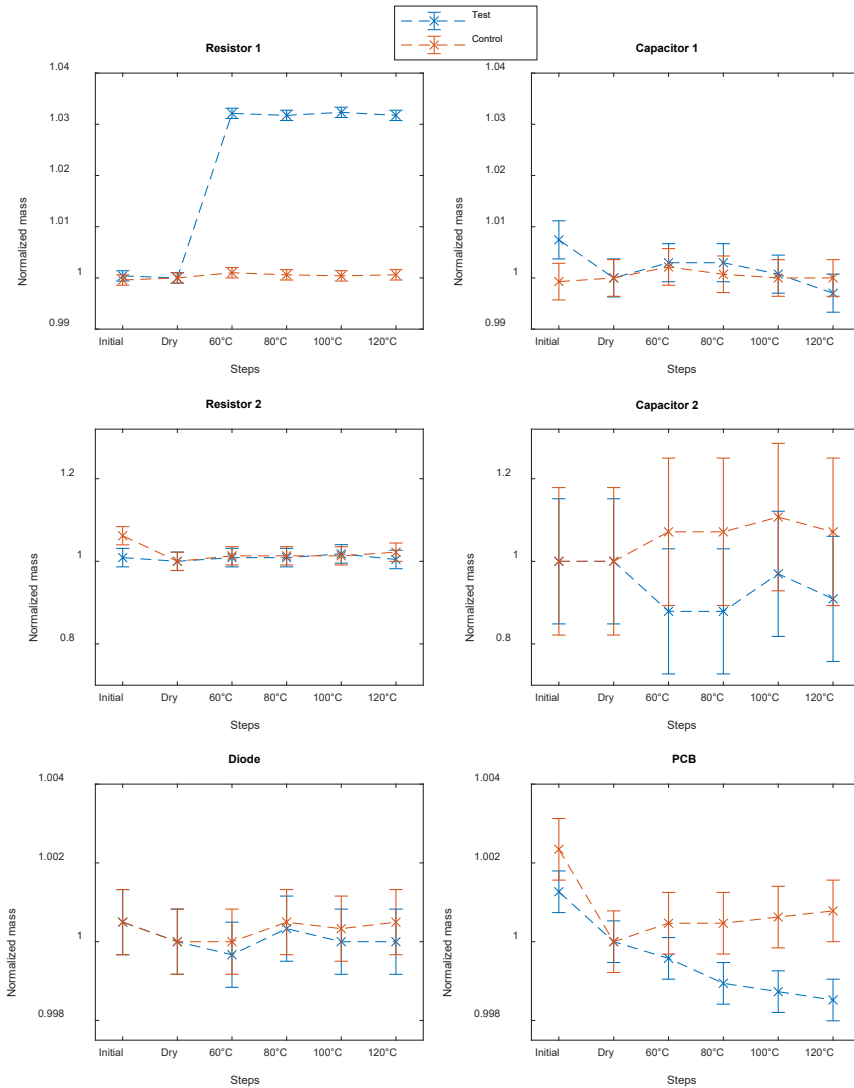 Test
Control
Resistor 1
1.04
1.03
1.02
1.01
1
0.99
Normalized mass
Initial Dry 60°C 80°C 100°C 120°C
Steps
Capacitor 1
1.04
1.03
1.02
1.01
1
0.99
Normalized mass
Initial Dry 60°C 80°C 100°C 120°C
Steps
Resistor 2
1.2
1
0.8
Normalized mass
Initial Dry 60°C 80°C 100°C 120°C
Steps
Capacitor 2
1.2
1
0.8
Normalized mass
Initial Dry 60°C 80°C 100°C 120°C
Steps
Diode
1.004
1.002
1
0.998
Normalized mass
Initial Dry 60°C 80°C 100°C 120°C
Steps
PCB
1.004
1.002
1
0.998
Normalized mass
Initial Dry 60°C 80°C 100°C 120°C
Steps